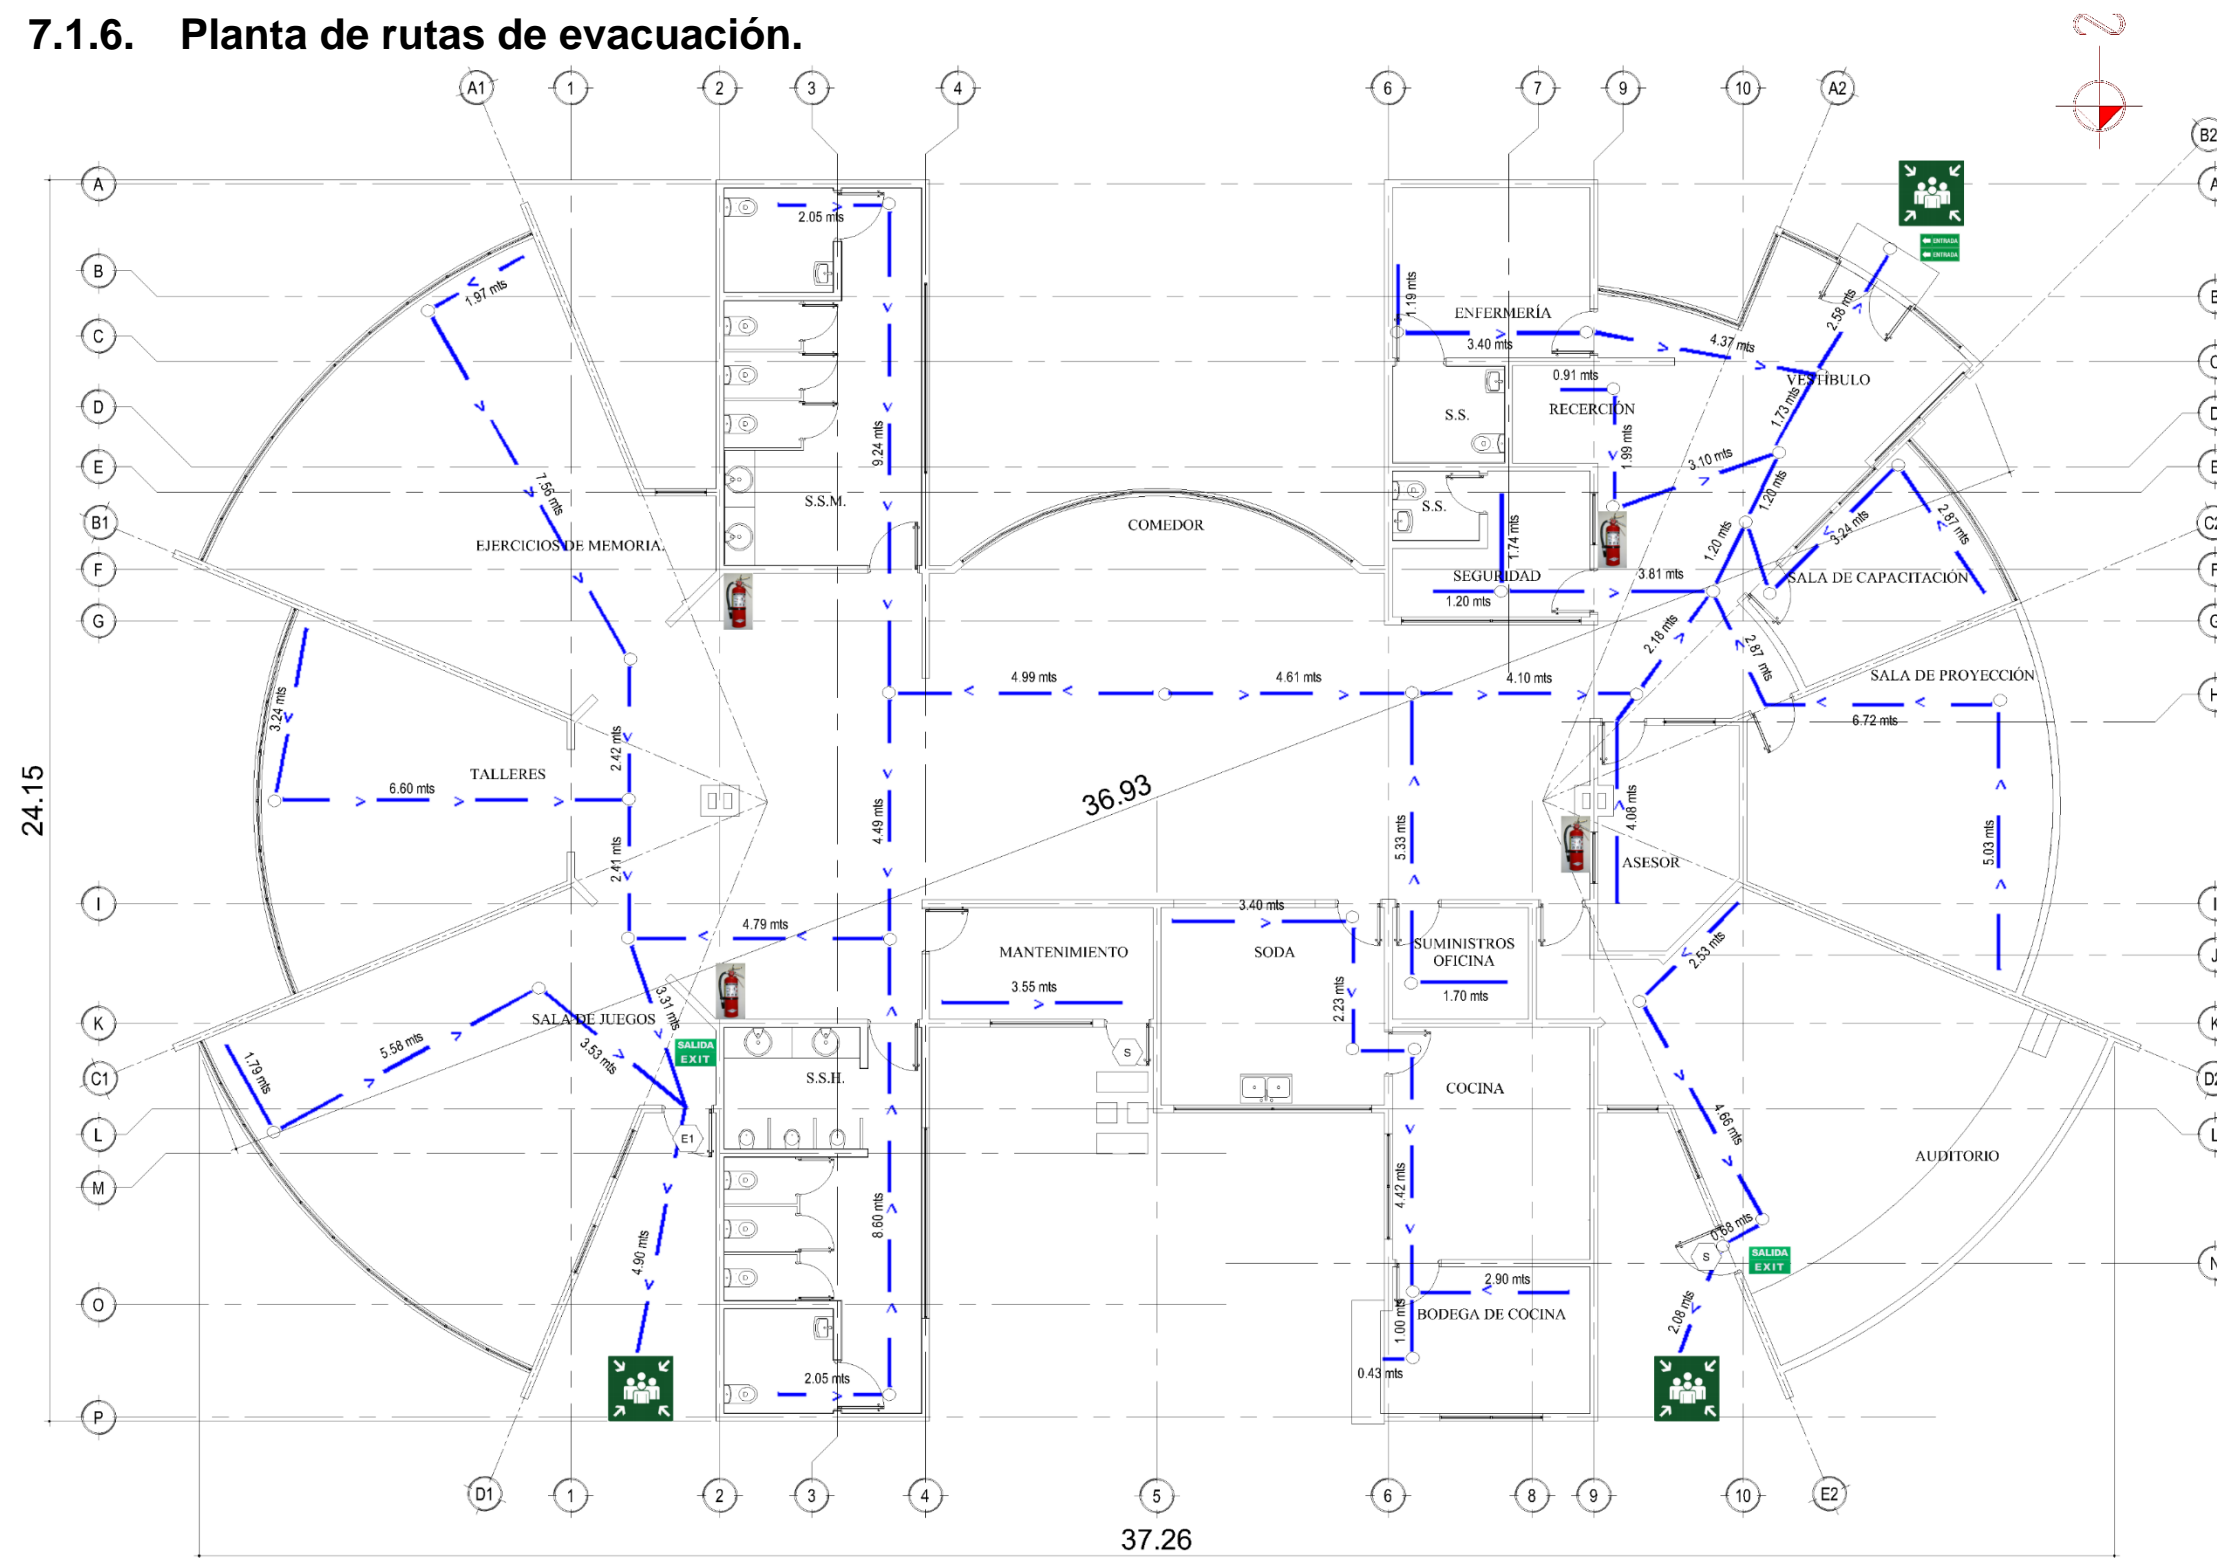 7.1.6. Planta de rutas de evacuación.
A1 1 2 3 4 6 7 9 10 A2
B2
A
B
C
D
E
B1
F
G
I
K
C1
L
M
O
P
C2
H
D2
N
ENTRADA
ENTRADA
2.05 mts
1.97 mts
1.19 mts
ENFERMERÍA
3.40 mts
2.58 mts
4.37 mts
VESTÍBULO
0.91 mts
RECERCIÓN
S.S.
1.73 mts
9.24 mts
1.99 mts
3.10 mts
7.56 mts
S.S.M.
S.S.
1.20 mts
2.87 mts
COMEDOR
EJERCICIOS DE MEMORIA.
1.74 mts
1.20 mts
3.24 mts
SEGURIDAD
3.81 mts
SALA DE CAPACITACIÓN
1.20 mts
2.18 mts
2.87 mts
3.24 mts
4.99 mts
4.61 mts
4.10 mts
SALA DE PROYECCIÓN
6.72 mts
2.42 mts
TALLERES
6.60 mts
36.93
24.15
4.49 mts
5.33 mts
4.08 mts
5.03 mts
2.41 mts
ASESOR
4.79 mts
3.40 mts
MANTENIMIENTO
SODA
SUMINISTROS
OFICINA
2.53 mts
3.55 mts
1.70 mts
3.31 mts
2.23 mts
SALA DE JUEGOS
5.58 mts
3.53 mts
1.79 mts
SALIDA
EXIT
S
S.S.H.
COCINA
E1
4.66 mts
AUDITORIO
4.42 mts
8.60 mts
4.90 mts
0.68 mts
S
SALIDA
EXIT
2.90 mts
BODEGA DE COCINA
1.00 mts
2.08 mts
0.43 mts
2.05 mts
D1 1 2 3 4 5 6 8 9 10 E2
37.26